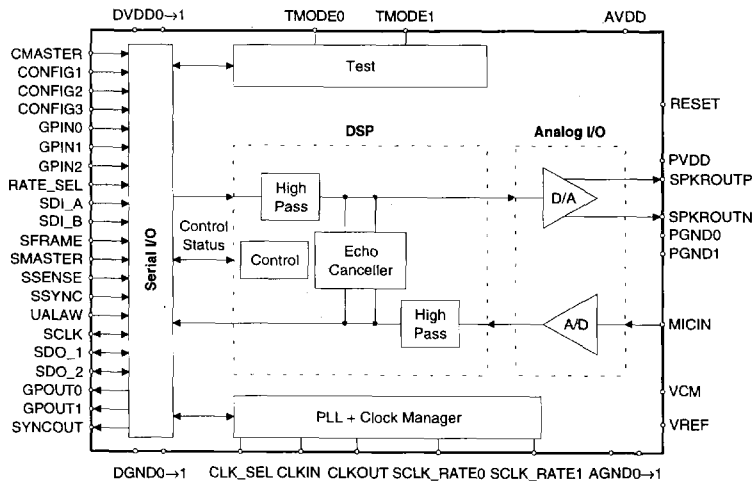 DVDD0→1
TMODE0
TMODE1
AVDD
CMASTER
CONFIG1
CONFIG2
CONFIG3
GPIN0
GPIN1
GPIN2
RATE_SEL
SDI_A
SDI_B
SFRAME
SMASTER
SSENSE
SSYNC
UALAW
SCLK
SDO_1
SDO_2
GPOUT0
GPOUT1
SYNCOUT
Serial I/O
Test
DSP
Analog I/O
High
Pass
D/A
Control
Status
Control
Echo
Canceller
High
Pass
A/D
PLL + Clock Manager
RESET
PVDD
SPKROUTP
SPKROUTN
PGND0
PGND1
MICIN
VCM
VREF
DGND0→1
CLK_SEL
CLKIN
CLKOUT
SCLK_RATE0
SCLK_RATE1
AGND0→1